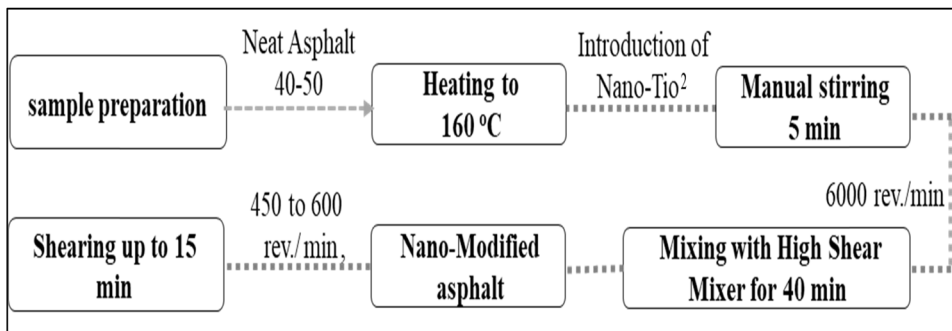 Neat Asphalt
40-50
Introduction of
Nano-Tio²
sample preparation
Heating to
160 ºC
Manual stirring
5 min
6000 rev./min
Mixing with High Shear
Mixer for 40 min
Nano-Modified
asphalt
450 to 600
rev./min,
Shearing up to 15
min